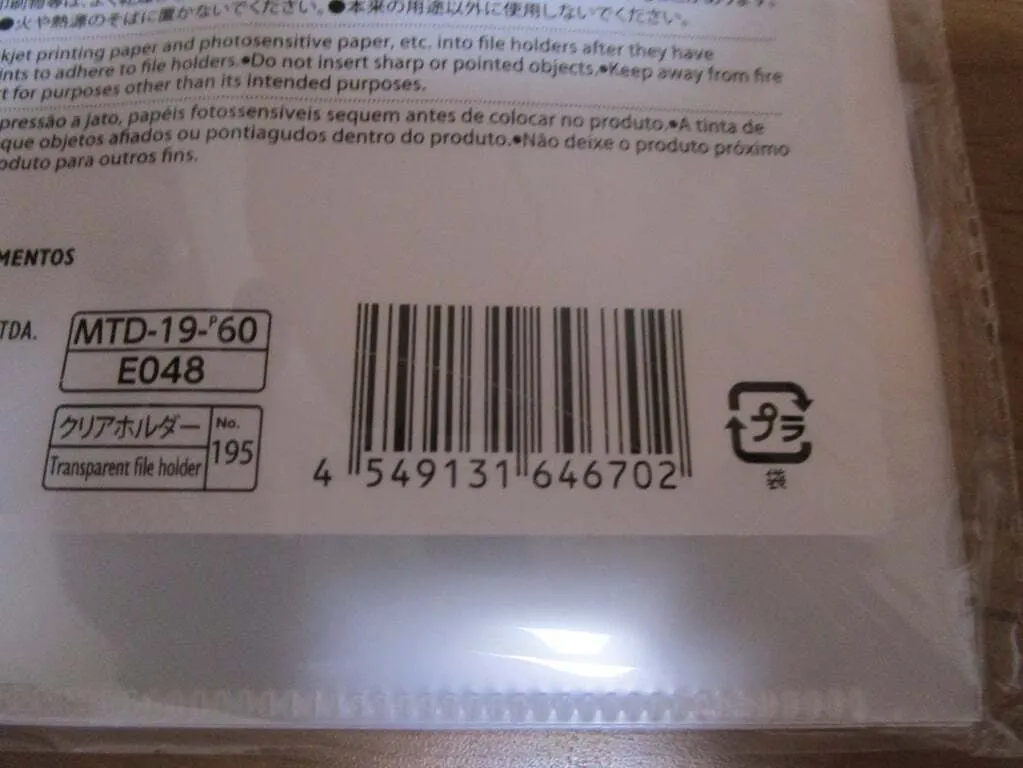 ●火や熱源のそばに置かないでください。●本来の用途以外に使用しないでください。
kjet printing paper and photosensitive paper, etc. into file holders after they have
ints to adhere to file holders.●Do not insert sharp or pointed objects.●Keep away from fire
t for purposes other than its intended purposes.
pressão a jato, papéis fotossensíveis sequem antes de colocar no produto.●A tinta de
que objetos afiados ou pontiagudos dentro do produto.●Não deixe o produto próximo
oduto para outros fins.
MENTOS
TDA.
MTD-19-P60
E048
クリアホルダー No.
Transparent file holder 195
4 549131 646702
プラ
袋